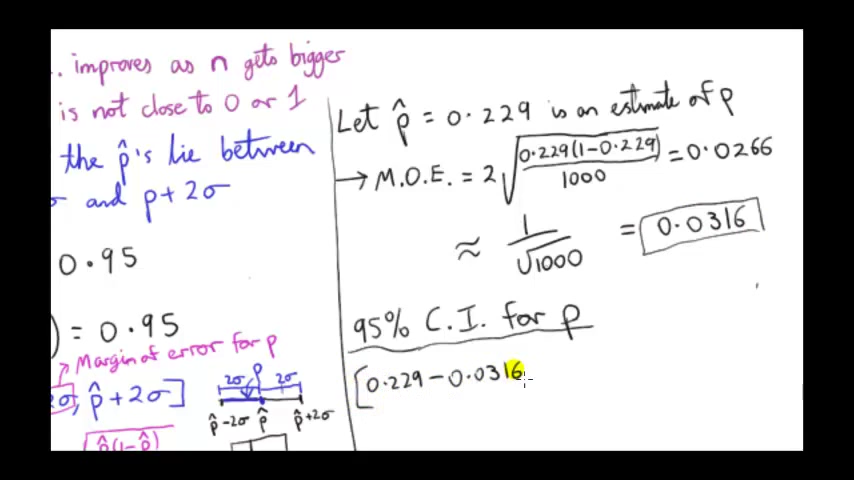 .. improves as n gets bigger
is not close to 0 or 1
the p̂'s lie between
σ and p+2σ
0.95
) = 0.95
Margin of error for p
σ, p̂+2σ]
p̂(1-p̂)
2σ p 2σ
p̂-2σ p̂ p̂+2σ
Let p̂ = 0.229 is an estimate of p
→ M.O.E. = 2√(0.229(1-0.229)/1000) = 0.0266
≈ 1/√1000 = 0.0316
95% C.I. for p
[0.229-0.0316